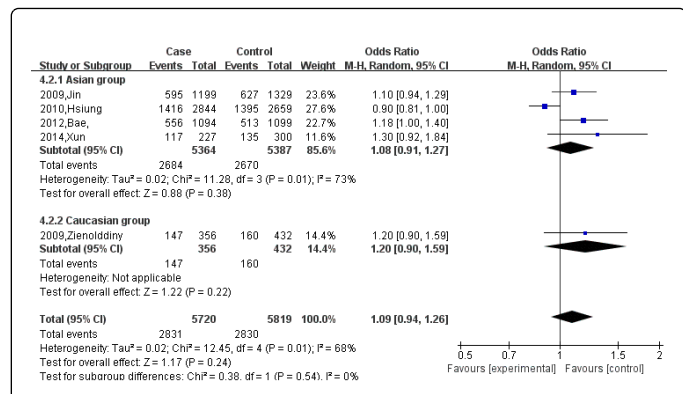 Case Control Odds Ratio Odds Ratio
Study or Subgroup Events Total Events Total Weight M-H, Random, 95% CI M-H, Random, 95% CI
4.2.1 Asian group
2009,Jin 595 1199 627 1329 23.6% 1.10 [0.94, 1.29]
2010,Hsiung 1416 2844 1395 2659 27.7% 0.90 [0.81, 1.00]
2012,Bae, 556 1094 513 1099 22.7% 1.18 [1.00, 1.40]
2014,Xun 117 227 135 300 11.6% 1.30 [0.92, 1.84]
Subtotal (95% CI) 5364 5387 85.6% 1.08 [0.91, 1.27]
Total events 2684 2670
Heterogeneity: Tau² = 0.02; Chi² = 11.28, df = 3 (P = 0.01); I² = 73%
Test for overall effect: Z = 0.88 (P = 0.38)
4.2.2 Caucasian group
2009,Zienolddiny 147 356 160 432 14.4% 1.20 [0.90, 1.59]
Subtotal (95% CI) 356 432 14.4% 1.20 [0.90, 1.59]
Total events 147 160
Heterogeneity: Not applicable
Test for overall effect: Z = 1.22 (P = 0.22)
Total (95% CI) 5720 5819 100.0% 1.09 [0.94, 1.26]
Total events 2831 2830
Heterogeneity: Tau² = 0.02; Chi² = 12.45, df = 4 (P = 0.01); I² = 68%
Test for overall effect: Z = 1.17 (P = 0.24)
Test for subgroup differences: Chi² = 0.38, df = 1 (P = 0.54), I² = 0%
0.5 0.7 1 1.5 2
Favours [experimental] Favours [control]